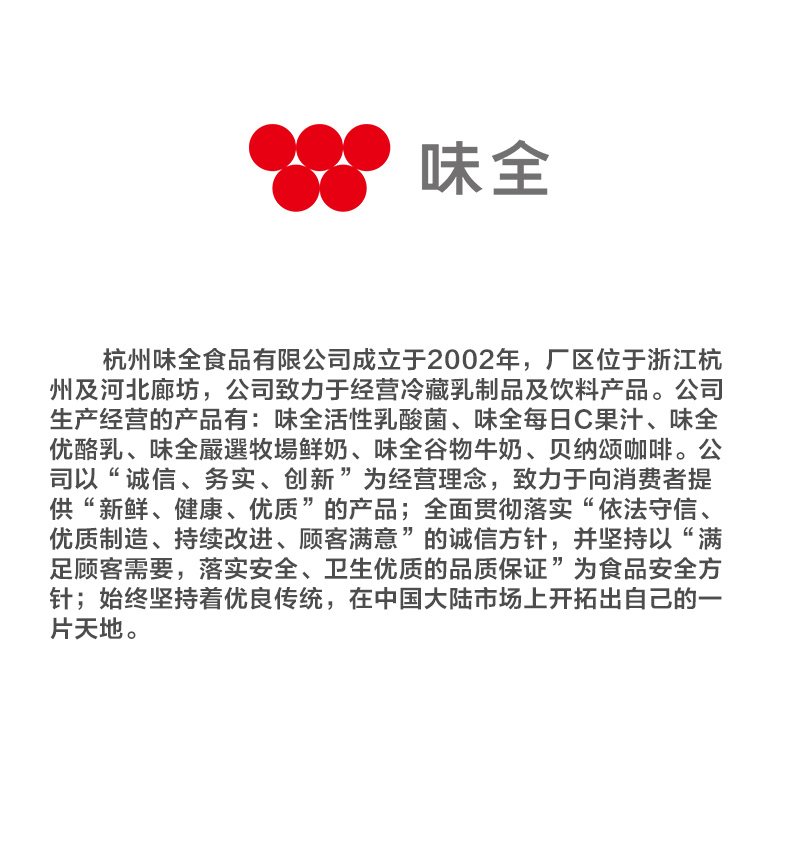 味全
杭州味全食品有限公司成立于2002年，厂区位于浙江杭
州及河北廊坊，公司致力于经营冷藏乳制品及饮料产品。公司
生产经营的产品有：味全活性乳酸菌、味全每日C果汁、味全
优酪乳、味全嚴選牧場鲜奶、味全谷物牛奶、贝纳颂咖啡。公
司以“诚信、务实、创新”为经营理念，致力于向消费者提
供“新鲜、健康、优质”的产品；全面贯彻落实“依法守信、
优质制造、持续改进、顾客满意”的诚信方针，并坚持以“满
足顾客需要，落实安全、卫生优质的品质保证”为食品安全方
针；始终坚持着优良传统，在中国大陆市场上开拓出自己的一
片天地。